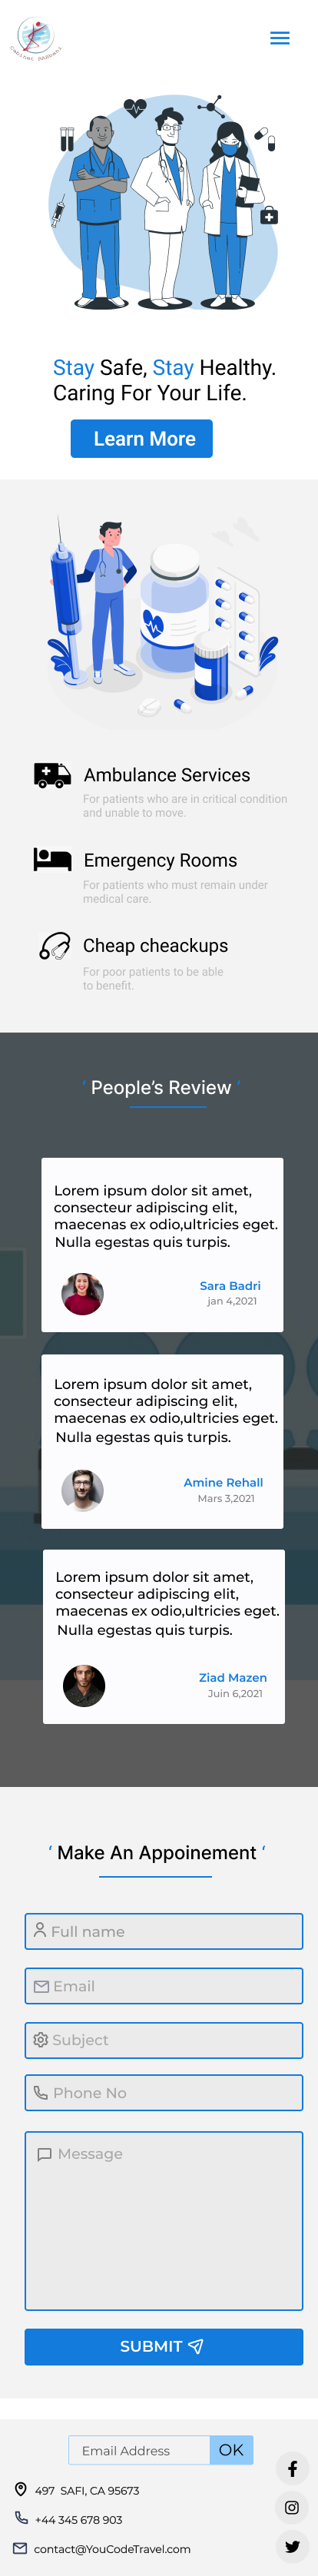 Stay Safe, Stay Healthy.
Caring For Your Life.
Learn More
Ambulance Services
For patients who are in critical condition
and unable to move.
Emergency Rooms
For patients who must remain under
medical care.
Cheap cheackups
For poor patients to be able
to benefit.
‘ People’s Review ‘
Lorem ipsum dolor sit amet,
consecteur adipiscing elit,
maecenas ex odio,ultricies eget.
Nulla egestas quis turpis.
Sara Badri
jan 4,2021
Lorem ipsum dolor sit amet,
consecteur adipiscing elit,
maecenas ex odio,ultricies eget.
Nulla egestas quis turpis.
Amine Rehall
Mars 3,2021
Lorem ipsum dolor sit amet,
consecteur adipiscing elit,
maecenas ex odio,ultricies eget.
Nulla egestas quis turpis.
Ziad Mazen
Juin 6,2021
‘ Make An Appoinement ‘
Full name
Email
Subject
Phone No
Message
SUBMIT
Email Address
OK
497 SAFI, CA 95673
+44 345 678 903
contact@YouCodeTravel.com